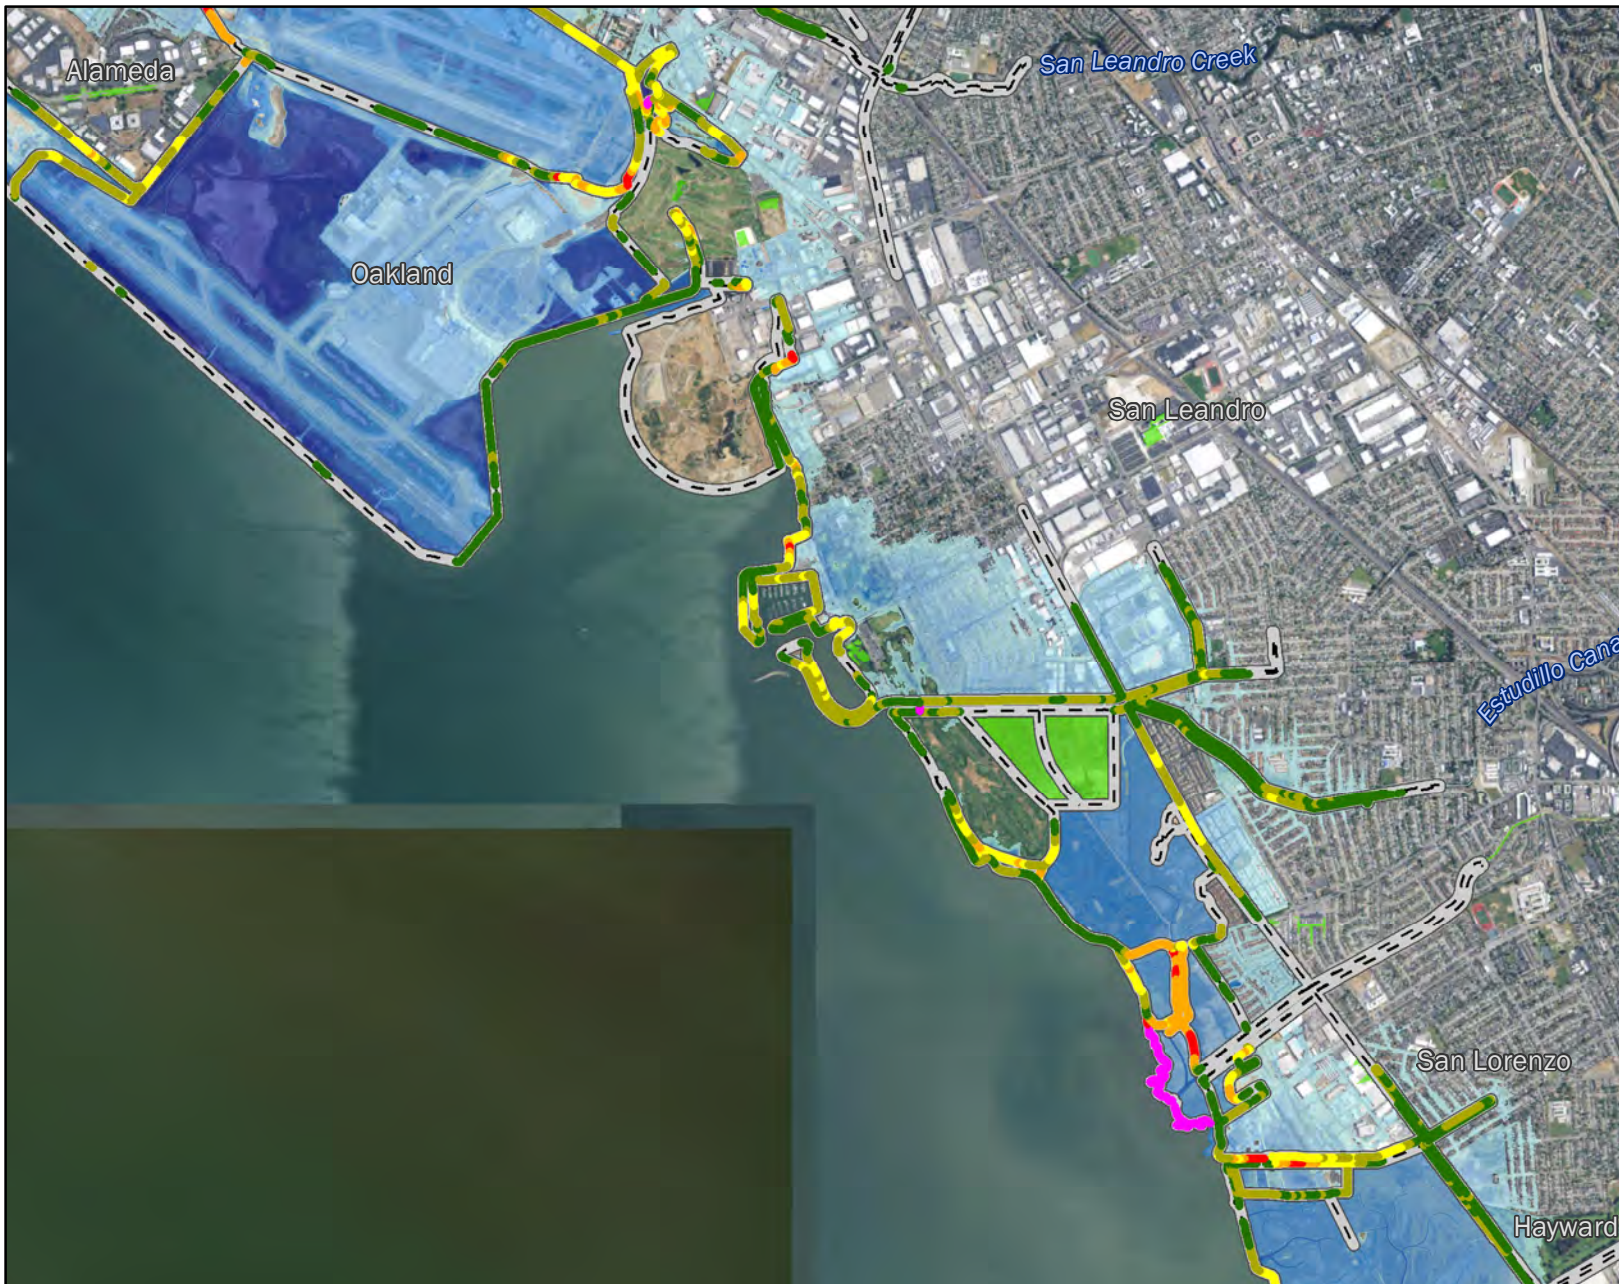 San Leandro Creek
Alameda
Oakland
San Leandro
Estudillo Cana
San Lorenzo
Hayward